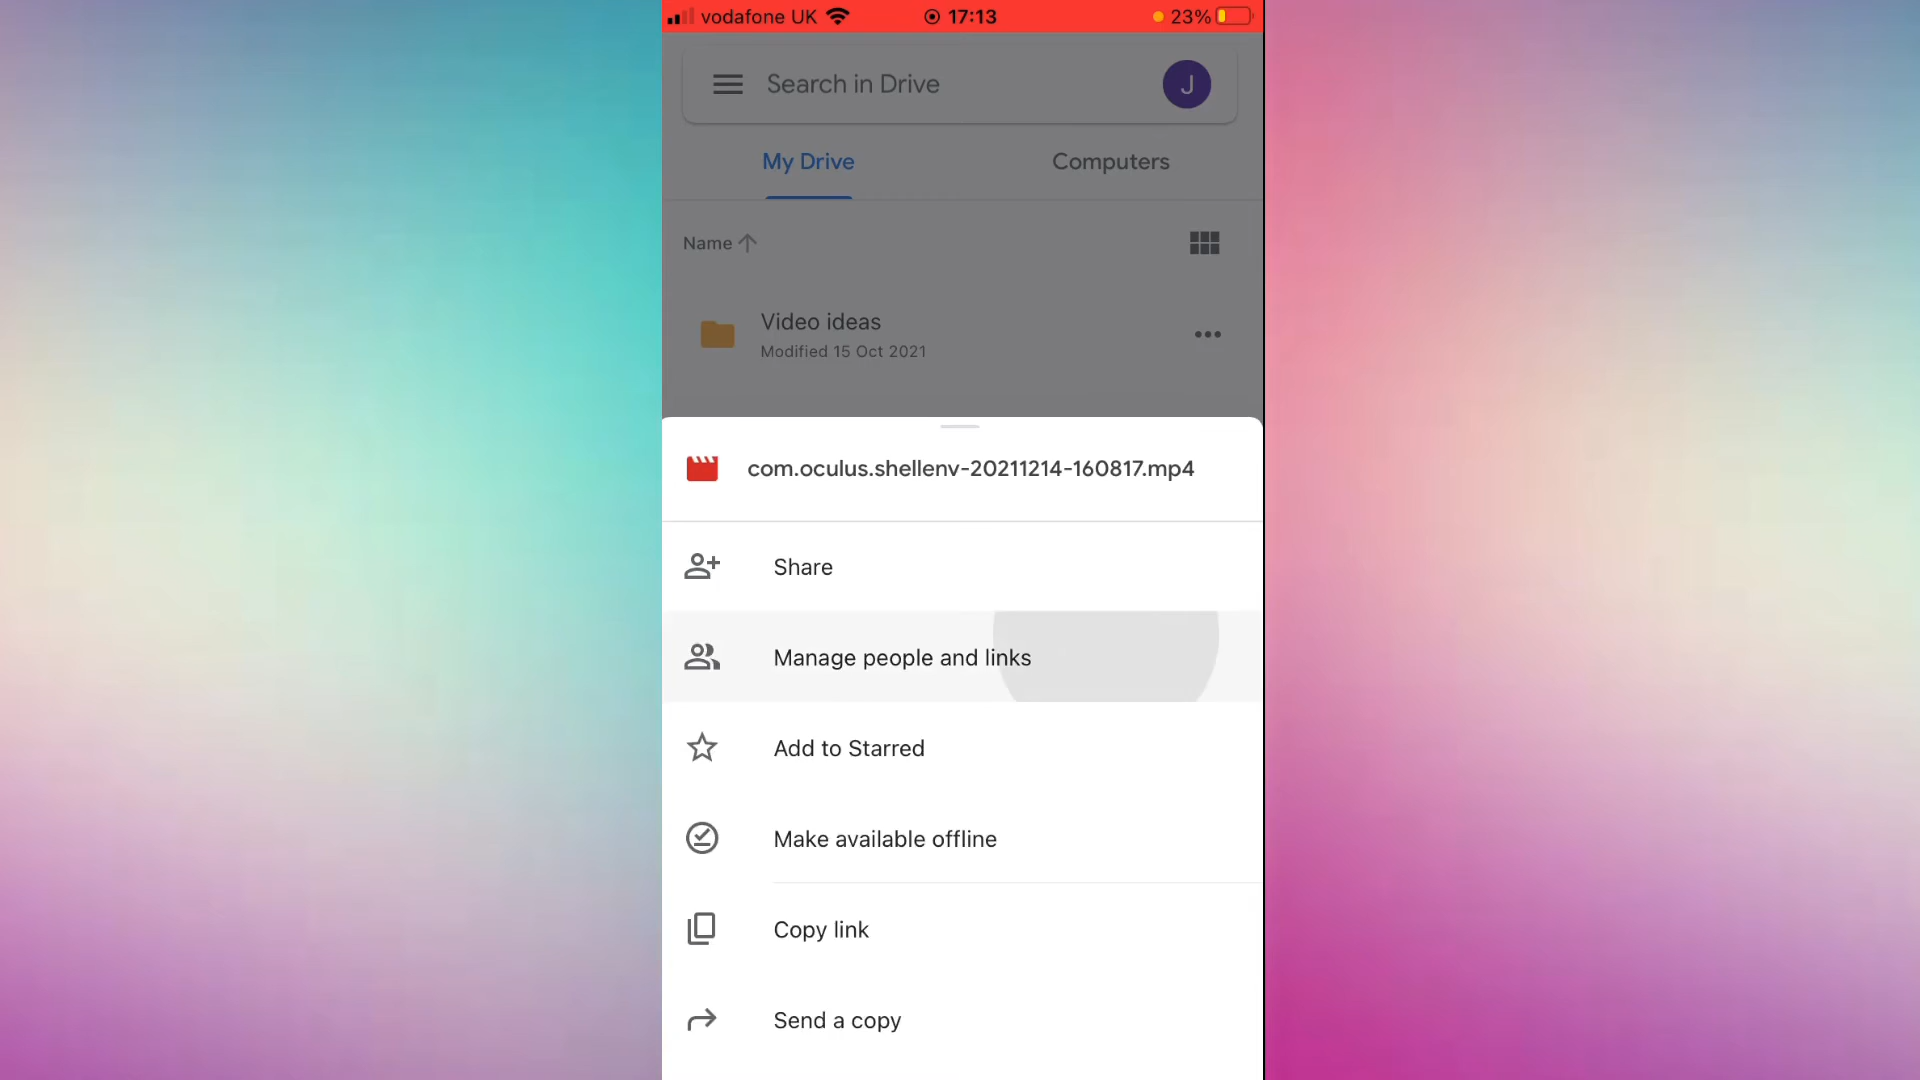 vodafone UK 17:13 23%
Search in Drive J
My Drive Computers
Name
Video ideas
Modified 15 Oct 2021
com.oculus.shellenv-20211214-160817.mp4
Share
Manage people and links
Add to Starred
Make available offline
Copy link
Send a copy